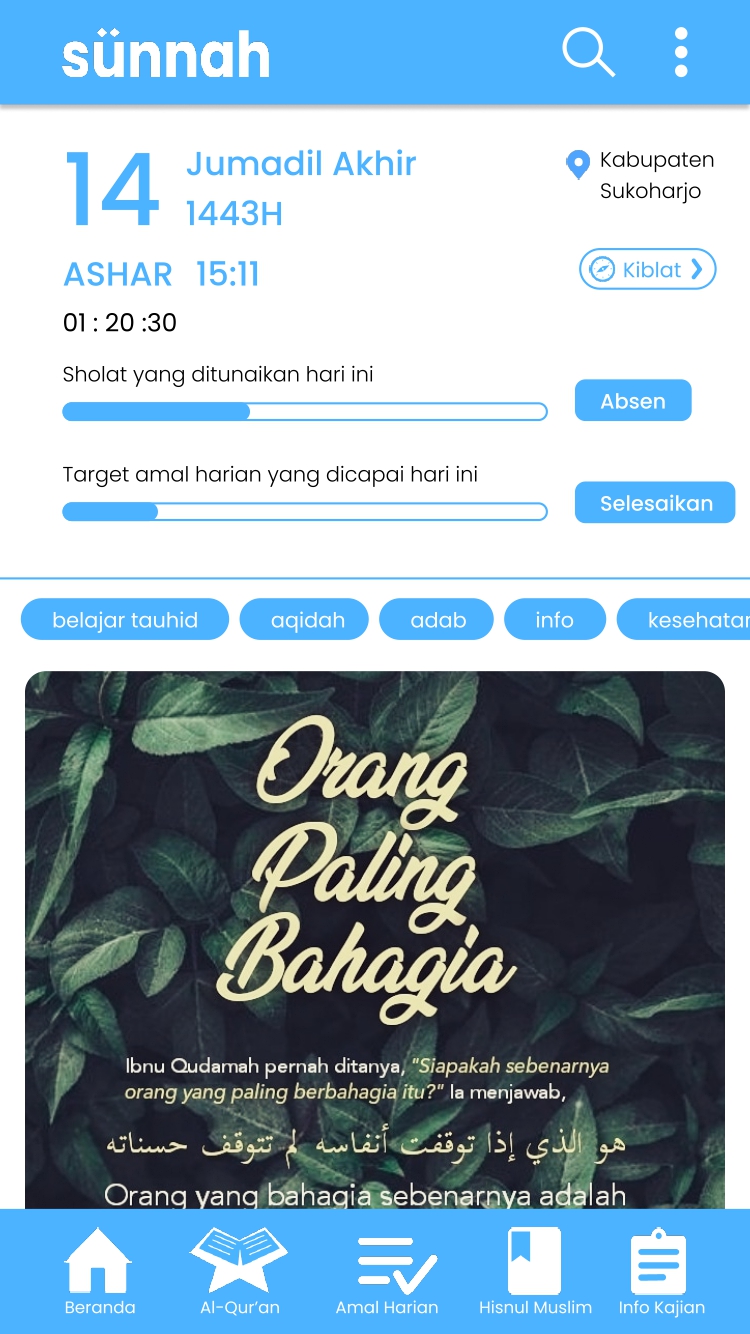 sünnah
14 Jumadil Akhir
1443H
Kabupaten
Sukoharjo
ASHAR 15:11
Kiblat
01 : 20 :30
Sholat yang ditunaikan hari ini
Absen
Target amal harian yang dicapai hari ini
Selesaikan
belajar tauhid aqidah adab info kesehatan
Orang
Paling
Bahagia
Ibnu Qudamah pernah ditanya, "Siapakah sebenarnya
orang yang paling berbahagia itu?" Ia menjawab,
هو الذي إذا توقفت أنفاسه لم تتوقف حسناته
Orang yang bahagia sebenarnya adalah
Beranda Al-Qur'an Amal Harian Hisnul Muslim Info Kajian